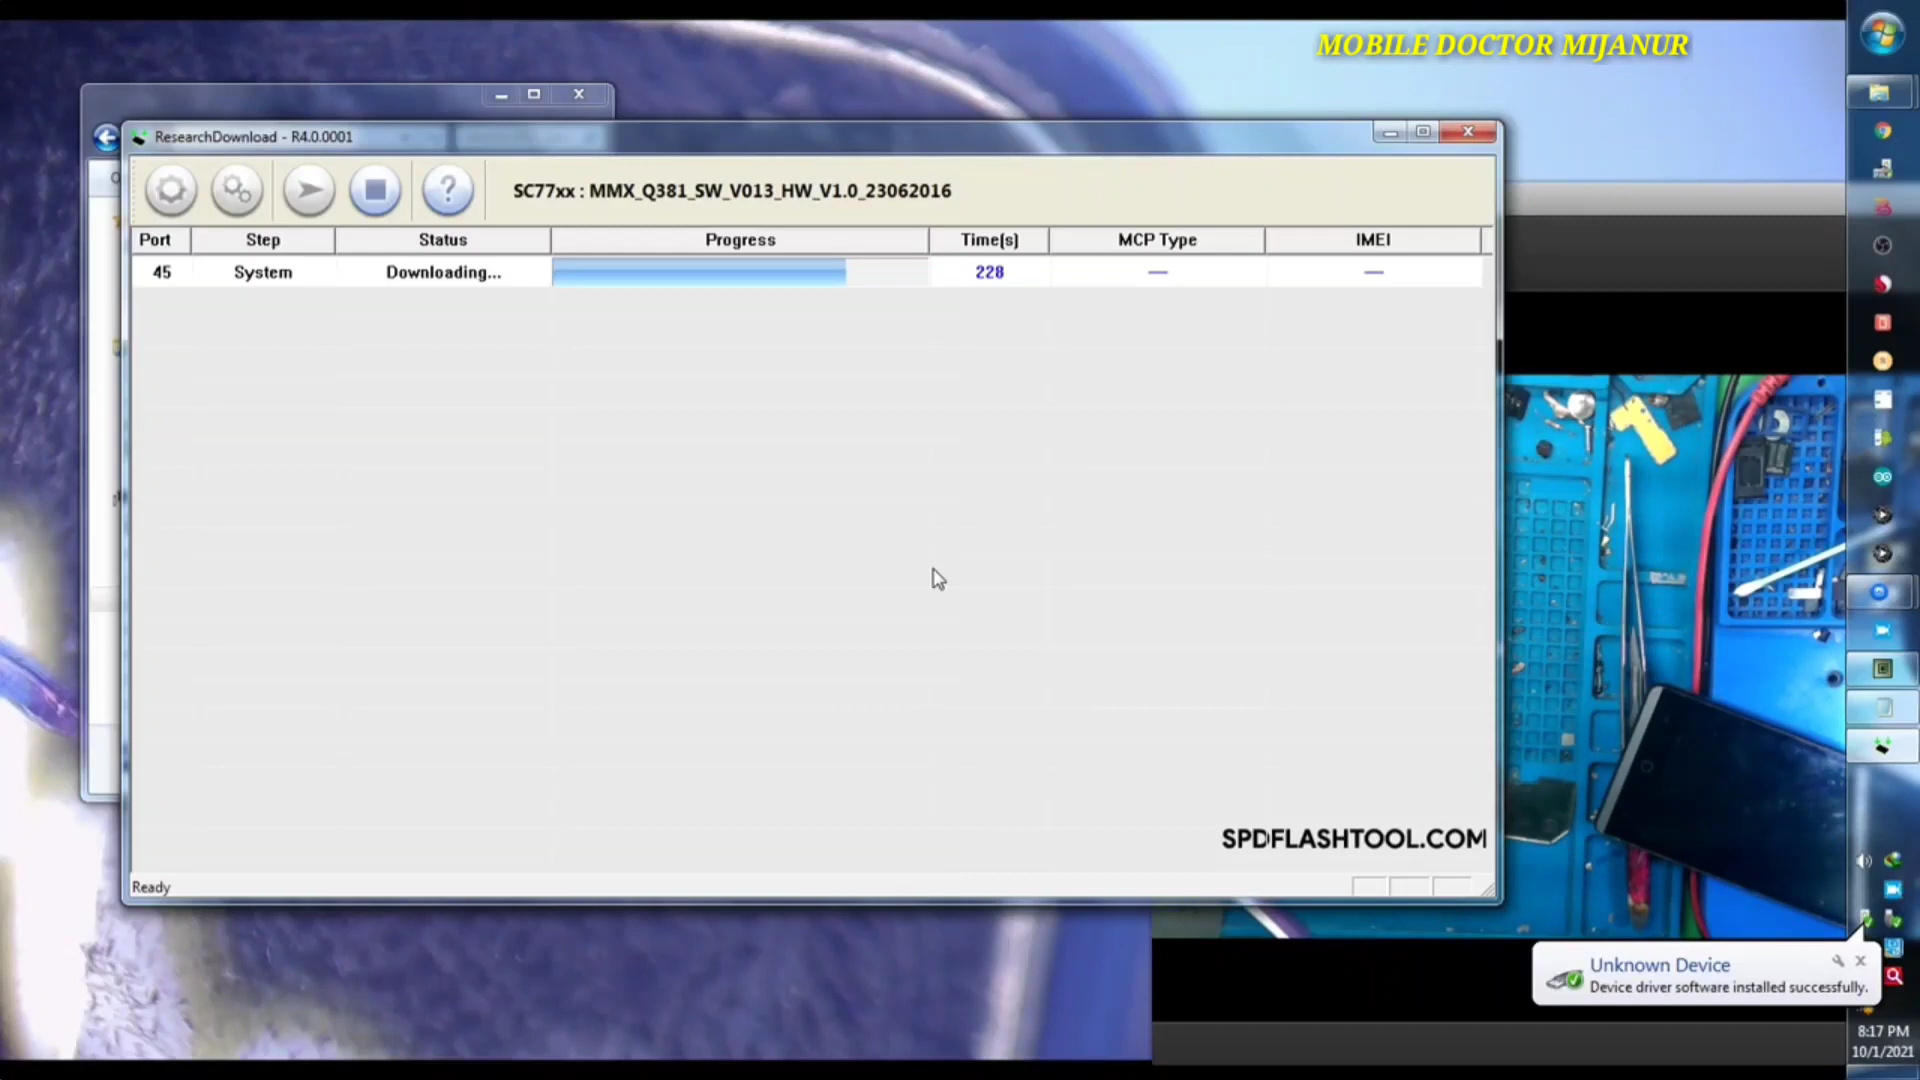 MOBILE DOCTOR MIJANUR
ResearchDownload - R4.0.0001
SC77xx : MMX_Q381_SW_V013_HW_V1.0_23062016
Port Step Status Progress Time(s) MCP Type IMEI
45 System Downloading... 228 — —
SPDFLASHTOOL.COM
Ready
Unknown Device
Device driver software installed successfully.
8:17 PM
10/1/2021